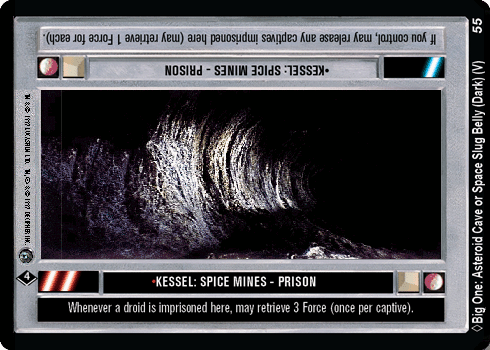 If you control, may release any captives imprisoned here (may retrieve 1 Force for each).
•KESSEL: SPICE MINES - PRISON
•KESSEL: SPICE MINES - PRISON
Whenever a droid is imprisoned here, may retrieve 3 Force (once per captive).
4
◊Big One: Asteroid Cave or Space Slug Belly (Dark) (V)
55